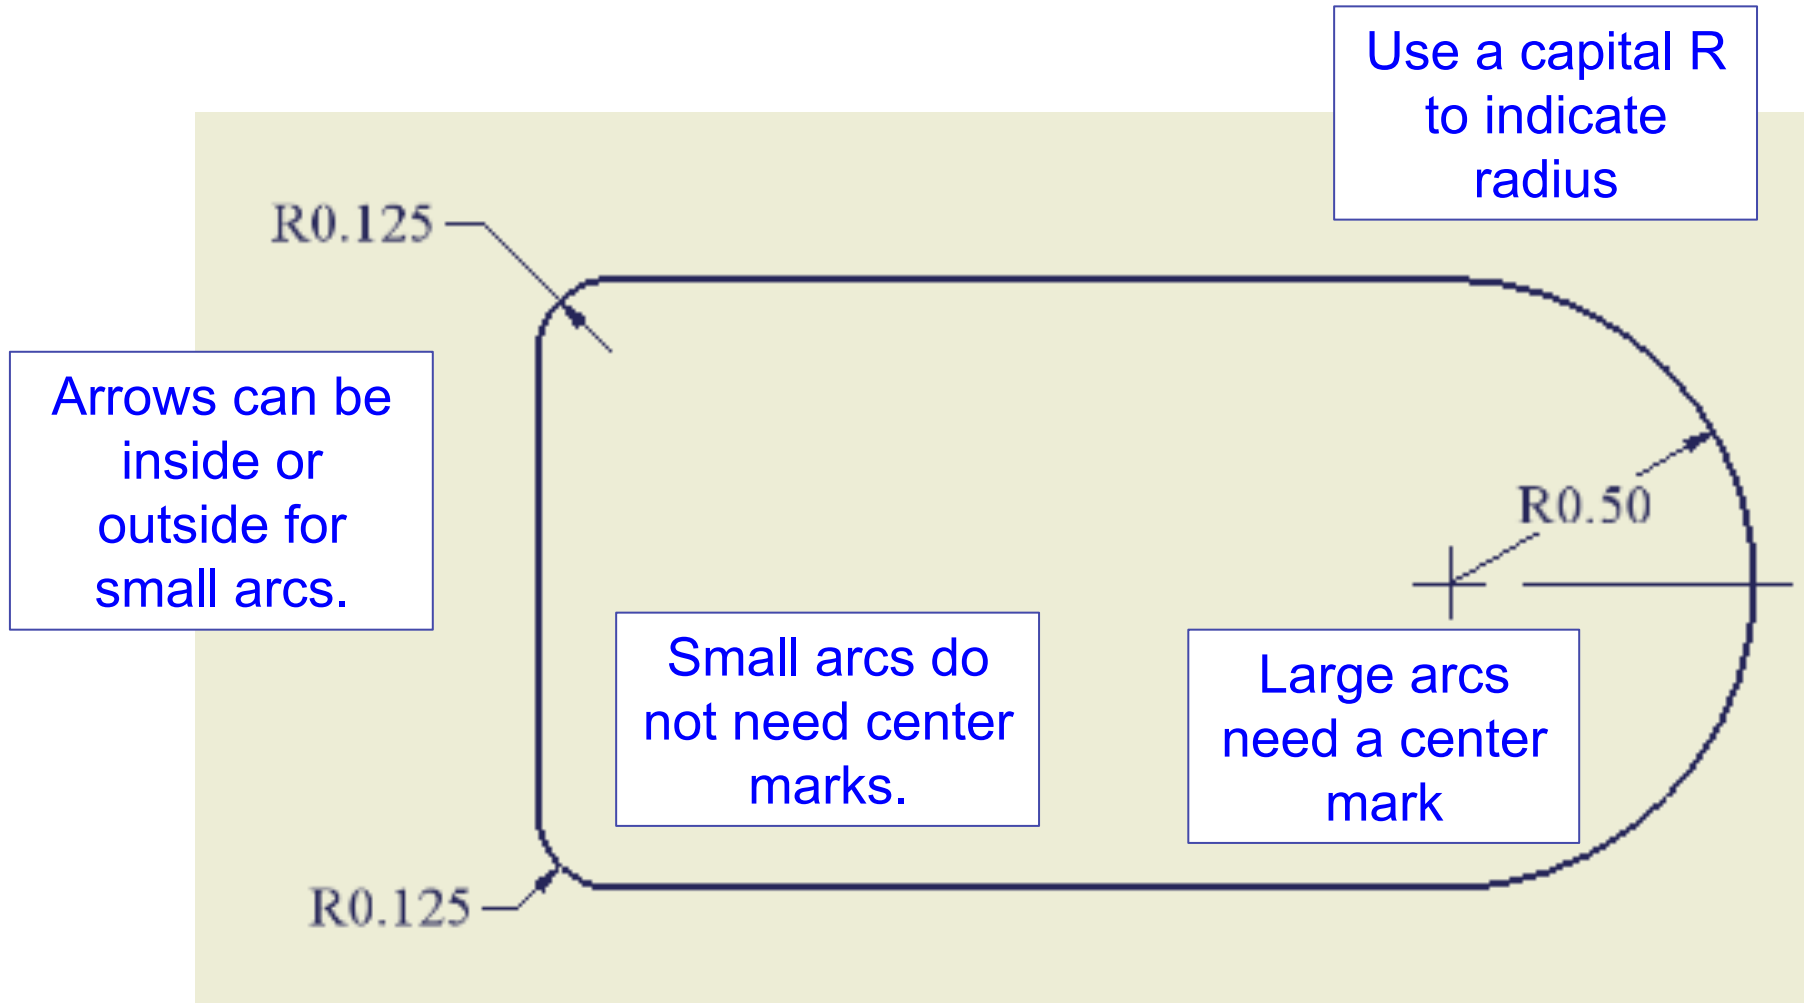 Use a capital R
to indicate
radius
R0.125
Arrows can be
inside or
outside for
small arcs.
R0.50
Small arcs do
not need center
marks.
Large arcs
need a center
mark
R0.125